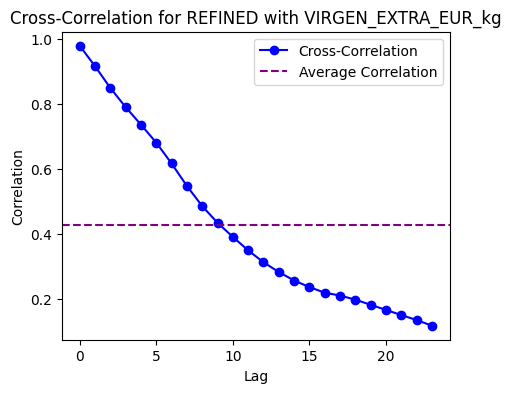 Cross-Correlation for REFINED with VIRGEN_EXTRA_EUR_kg
Cross-Correlation
Average Correlation
1.0
0.8
0.6
0.4
0.2
Correlation
0
5
10
15
20
Lag